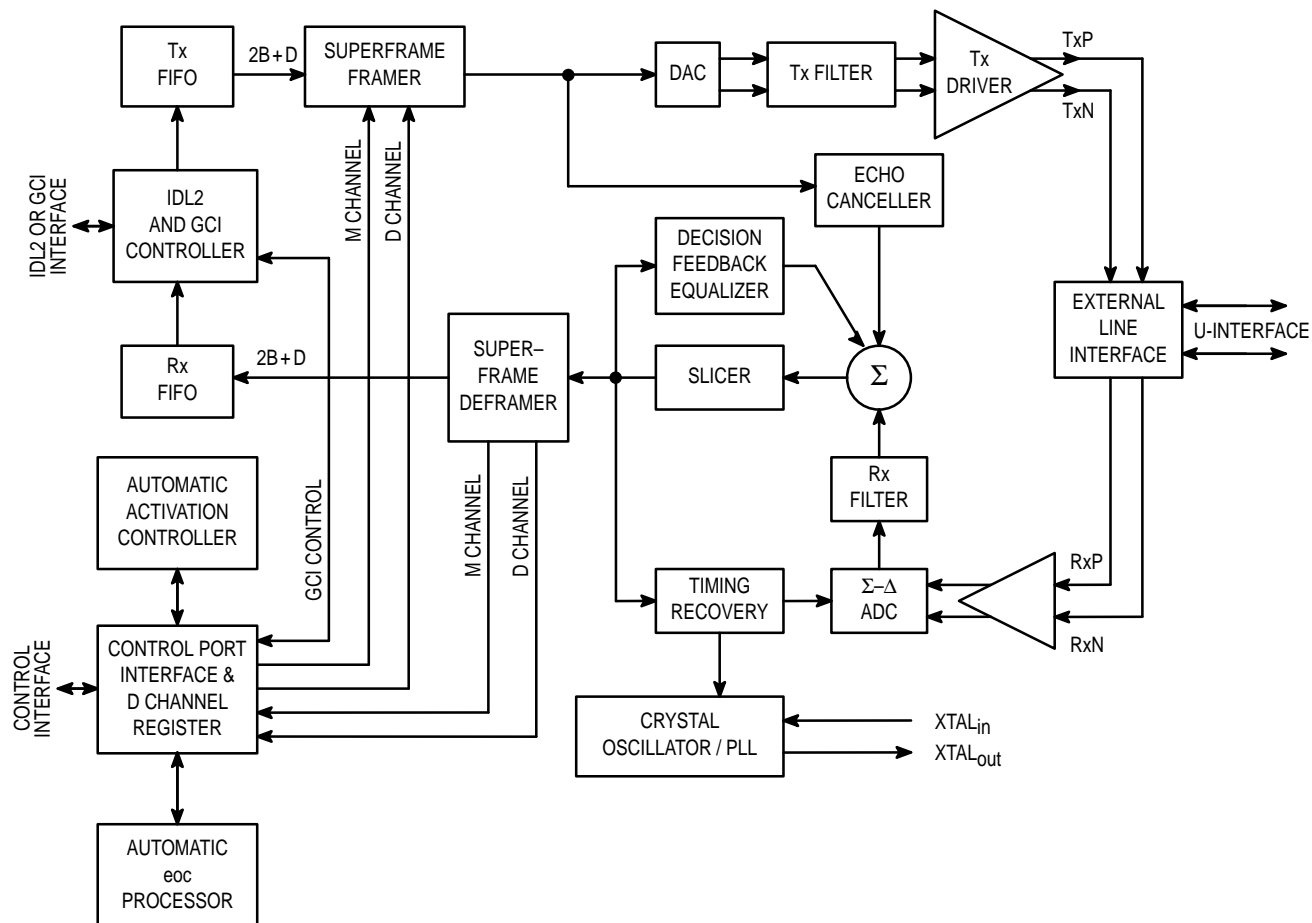 Tx
FIFO
2B+D
SUPERFRAME
FRAMER
DAC
Tx FILTER
Tx
DRIVER
TxP
TxN
IDL2 OR GCI
INTERFACE
IDL2
AND GCI
CONTROLLER
M CHANNEL
D CHANNEL
ECHO
CANCELLER
DECISION
FEEDBACK
EQUALIZER
EXTERNAL
LINE
INTERFACE
U-INTERFACE
Rx
FIFO
2B+D
SUPER–
FRAME
DEFRAMER
SLICER
Σ
Rx
FILTER
AUTOMATIC
ACTIVATION
CONTROLLER
GCI CONTROL
M CHANNEL
D CHANNEL
TIMING
RECOVERY
Σ–Δ
ADC
RxP
RxN
CONTROL
INTERFACE
CONTROL PORT
INTERFACE &
D CHANNEL
REGISTER
CRYSTAL
OSCILLATOR / PLL
XTALin
XTALout
AUTOMATIC
eoc
PROCESSOR